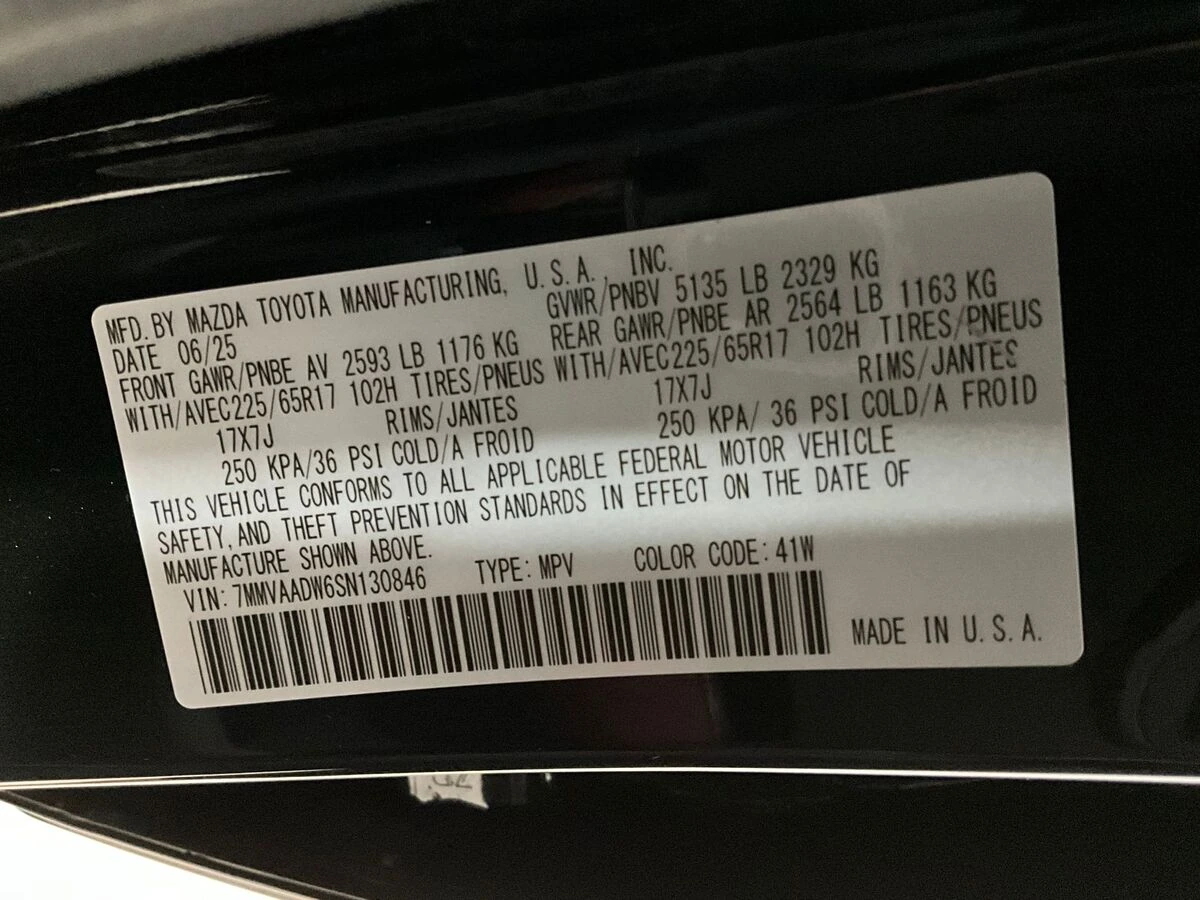 MFD. BY MAZDA TOYOTA MANUFACTURING, U.S.A., INC.
DATE 06/25 GVWR/PNBV 5135 LB 2329 KG
FRONT GAWR/PNBE AV 2593 LB 1176 KG REAR GAWR/PNBE AR 2564 LB 1163 KG
WITH/AVEC225/65R17 102H TIRES/PNEUS WITH/AVEC225/65R17 102H TIRES/PNEUS
17X7J RIMS/JANTES 17X7J RIMS/JANTES
250 KPA/36 PSI COLD/A FROID 250 KPA/ 36 PSI COLD/A FROID
THIS VEHICLE CONFORMS TO ALL APPLICABLE FEDERAL MOTOR VEHICLE
SAFETY, AND THEFT PREVENTION STANDARDS IN EFFECT ON THE DATE OF
MANUFACTURE SHOWN ABOVE.
VIN: 7MMVAADW6SN130846 TYPE: MPV COLOR CODE: 41W
MADE IN U.S.A.